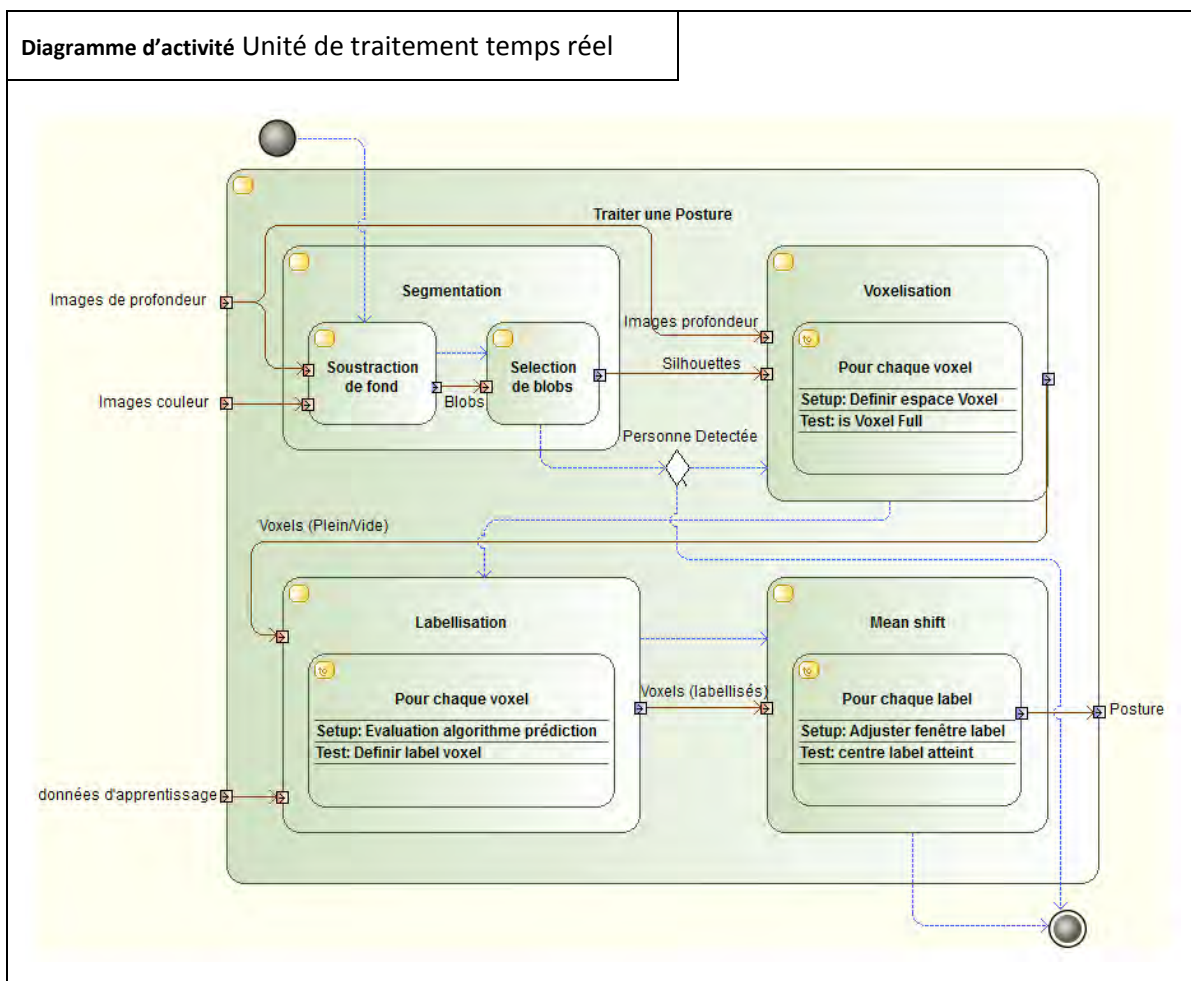 Diagramme d'activité Unité de traitement temps réel
Traiter une Posture
Segmentation
Voxelisation
Images de profondeur
Images profondeur
Soustraction
de fond
Selection
de blobs
Silhouettes
Pour chaque voxel
Images couleur
Blobs
Setup: Definir espace Voxel
Test: is Voxel Full
Personne Detectée
Voxels (Plein/Vide)
Labellisation
Mean shift
Pour chaque voxel
Voxels (labellisés)
Pour chaque label
Posture
Setup: Evaluation algorithme prédiction
Test: Definir label voxel
Setup: Adjuster fenêtre label
Test: centre label atteint
données d'apprentissage